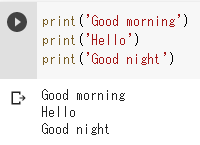 print('Good morning')
print('Hello')
print('Good night')
Good morning
Hello
Good night